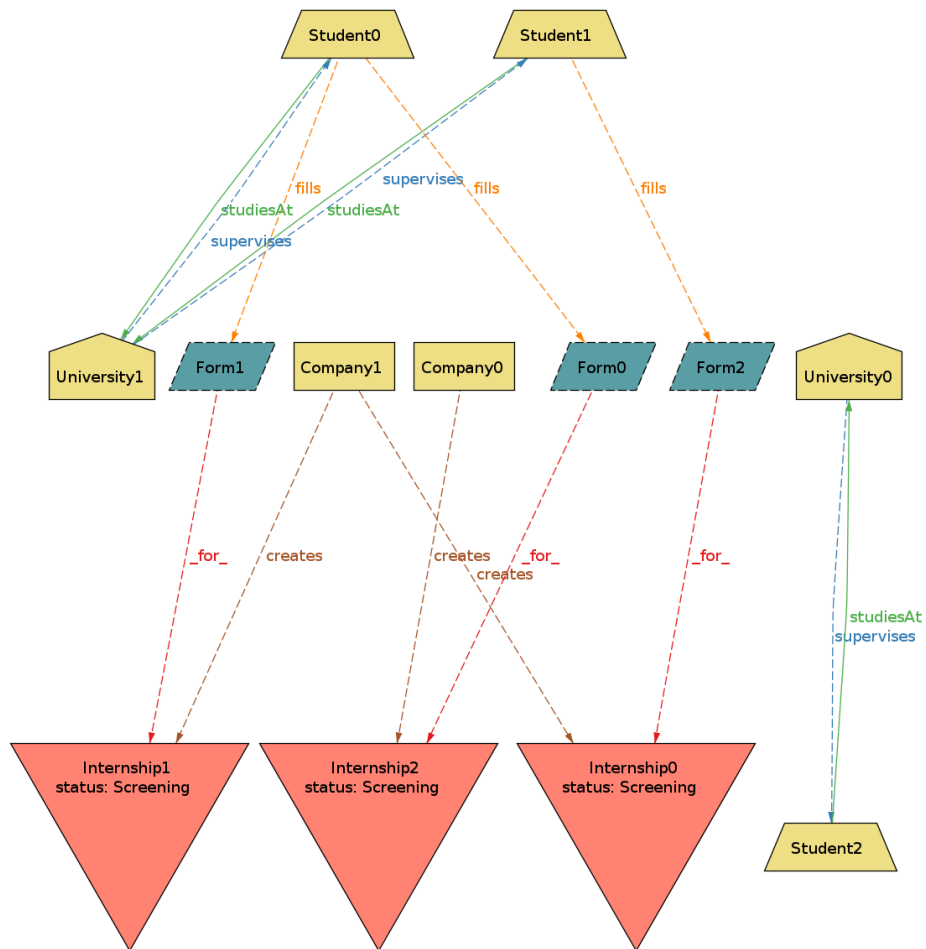 Student0
Student1
supervises
fills
fills
fills
studiesAt
studiesAt
supervises
University1
Form1
Company1
Company0
Form0
Form2
University0
_for_
creates
creates
_for_
_for_
creates
studiesAt
supervises
Internship1
status: Screening
Internship2
status: Screening
Internship0
status: Screening
Student2